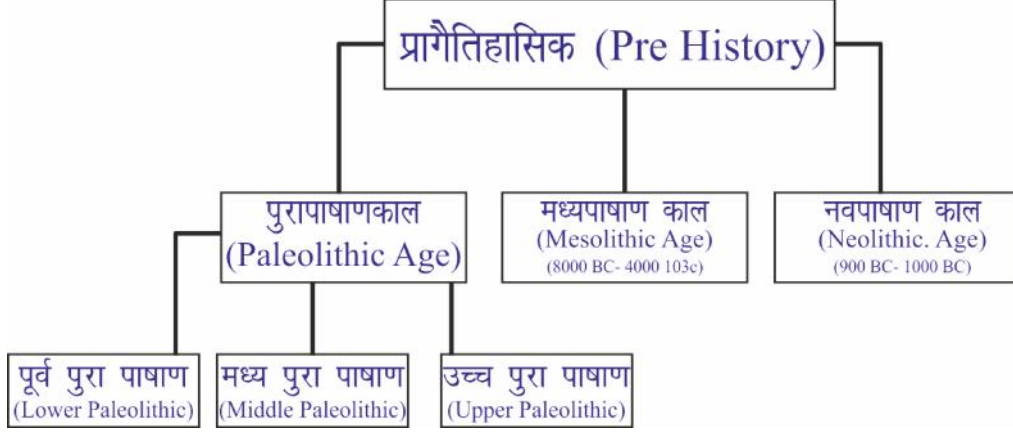 प्रागैतिहासिक (Pre History)
पुरापाषाणकाल
(Paleolithic Age)
मध्यपाषाण काल
(Mesolithic Age)
(8000 BC- 4000 103c)
नवपाषाण काल
(Neolithic. Age)
(900 BC- 1000 BC)
पूर्व पुरा पाषाण
(Lower Paleolithic)
मध्य पुरा पाषाण
(Middle Paleolithic)
उच्च पुरा पाषाण
(Upper Paleolithic)